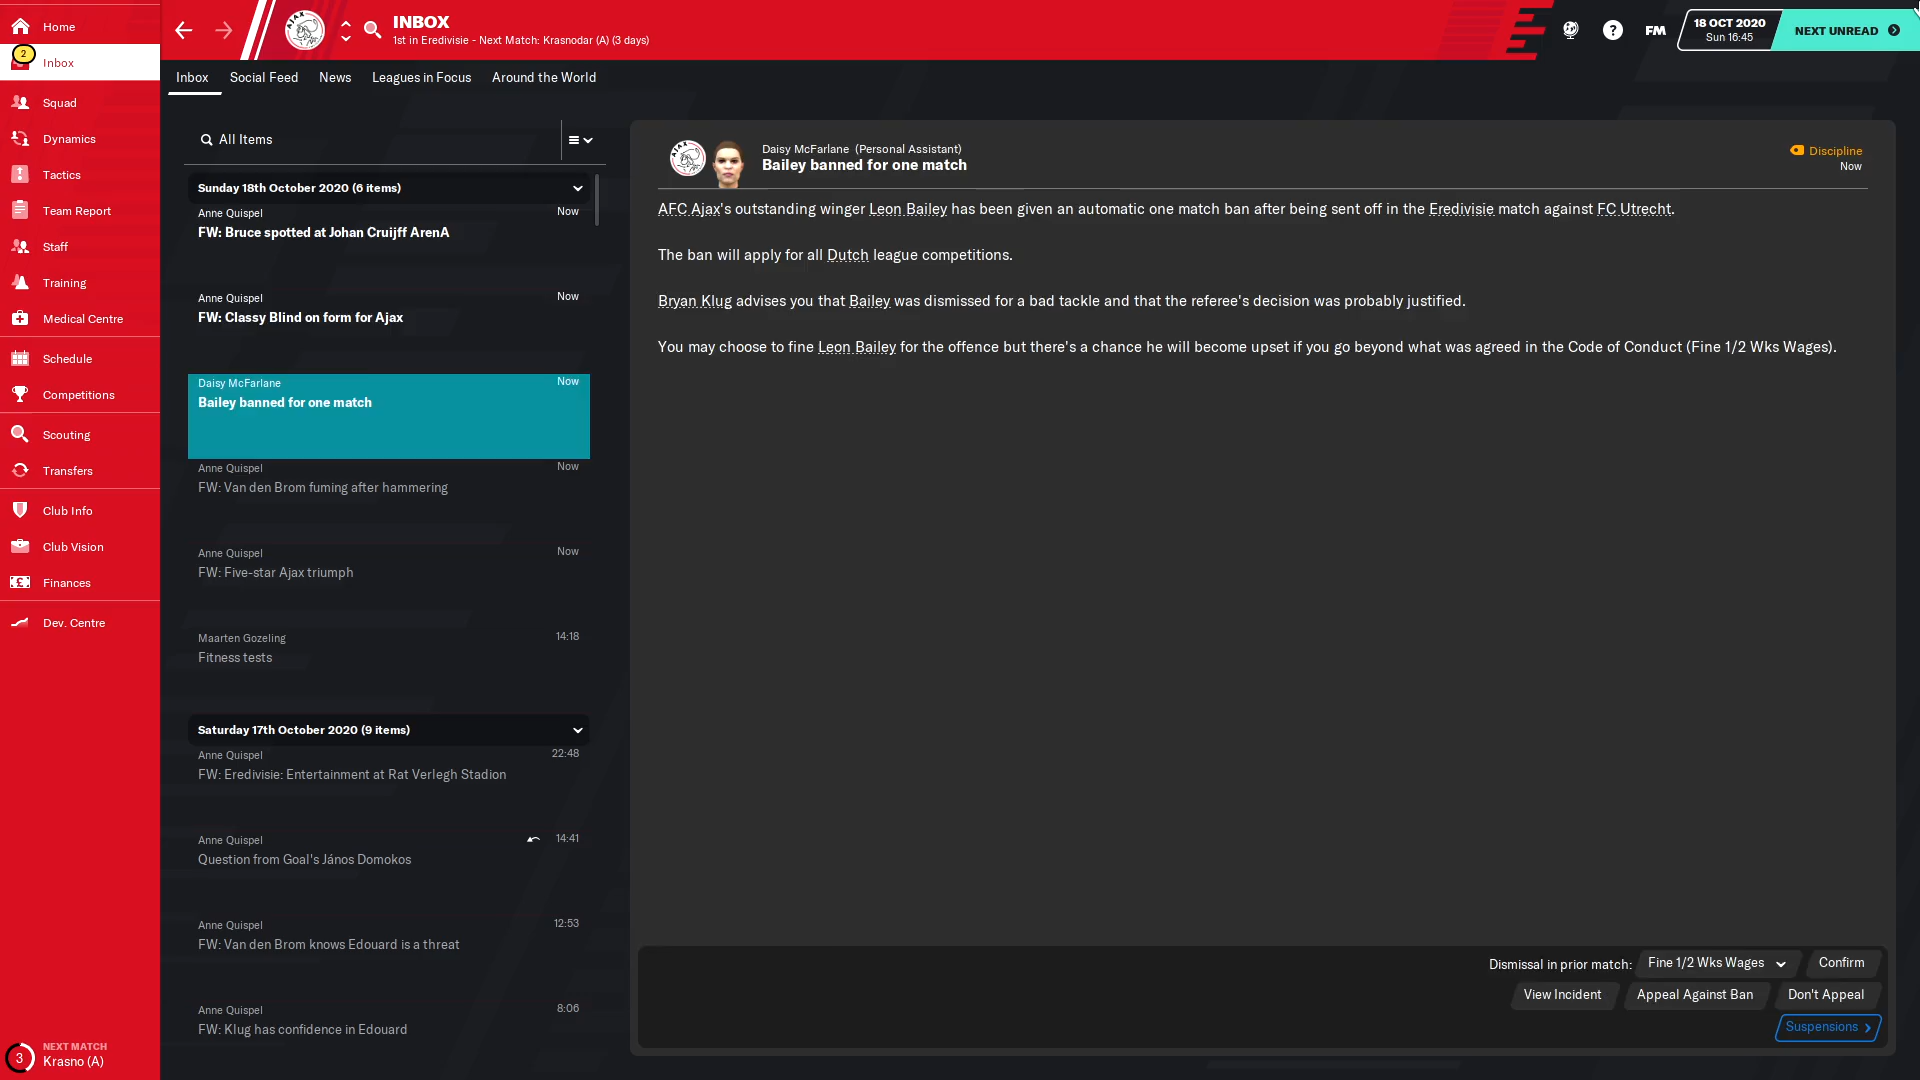 Home
2
Inbox
Squad
Dynamics
Tactics
Team Report
Staff
Training
Medical Centre
Schedule
Competitions
Scouting
Transfers
Club Info
Club Vision
Finances
Dev. Centre
3
NEXT MATCH
Krasno (A)
AJAX
INBOX
1st in Eredivisie - Next Match: Krasnodar (A) (3 days)
?
FM
18 OCT 2020
Sun 16:45
NEXT UNREAD
Inbox
Social Feed
News
Leagues in Focus
Around the World
All Items
Sunday 18th October 2020 (6 items)
Anne Quispel
Now
FW: Bruce spotted at Johan Cruijff ArenA
Anne Quispel
Now
FW: Classy Blind on form for Ajax
Daisy McFarlane
Now
Bailey banned for one match
Anne Quispel
Now
FW: Van den Brom fuming after hammering
Anne Quispel
Now
FW: Five-star Ajax triumph
Maarten Gozeling
14:18
Fitness tests
Saturday 17th October 2020 (9 items)
Anne Quispel
22:48
FW: Eredivisie: Entertainment at Rat Verlegh Stadion
Anne Quispel
14:41
Question from Goal's János Domokos
Anne Quispel
12:53
FW: Van den Brom knows Edouard is a threat
Anne Quispel
8:06
FW: Klug has confidence in Edouard
AJAX
Daisy McFarlane (Personal Assistant)
Bailey banned for one match
Discipline
Now
AFC Ajax's outstanding winger Leon Bailey has been given an automatic one match ban after being sent off in the Eredivisie match against FC Utrecht.
The ban will apply for all Dutch league competitions.
Bryan Klug advises you that Bailey was dismissed for a bad tackle and that the referee's decision was probably justified.
You may choose to fine Leon Bailey for the offence but there's a chance he will become upset if you go beyond what was agreed in the Code of Conduct (Fine 1/2 Wks Wages).
Dismissal in prior match:
Fine 1/2 Wks Wages
Confirm
View Incident
Appeal Against Ban
Don't Appeal
Suspensions